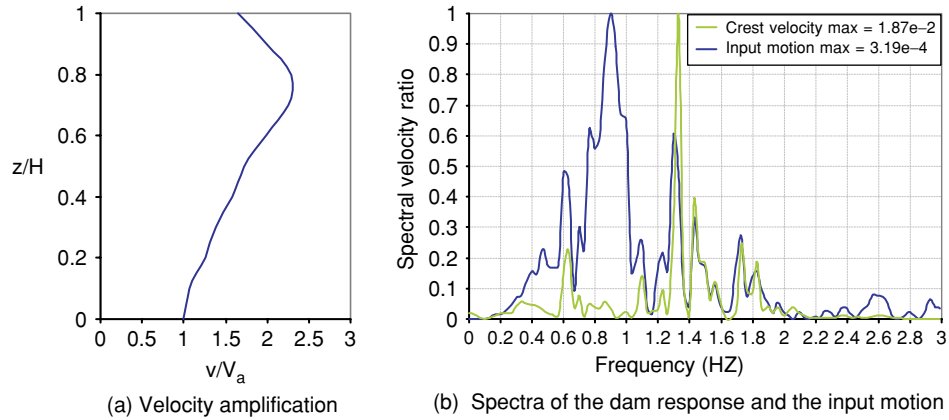 1
0.8
0.6
0.4
0.2
0
z/H
0 0.5 1 1.5 2 2.5 3
v/Va
(a) Velocity amplification
1
0.9
0.8
0.7
0.6
0.5
0.4
0.3
0.2
0.1
0
Spectral velocity ratio
Crest velocity max = 1.87e−2
Input motion max = 3.19e−4
0 0.2 0.4 0.6 0.8 1 1.2 1.4 1.6 1.8 2 2.2 2.4 2.6 2.8 3
Frequency (HZ)
(b) Spectra of the dam response and the input motion